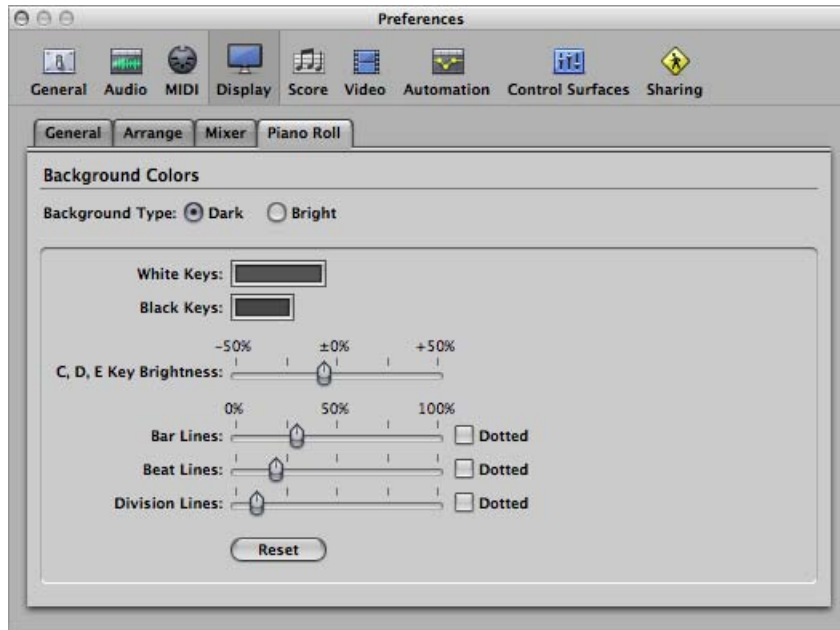 Preferences
General Audio MIDI Display Score Video Automation Control Surfaces Sharing
General Arrange Mixer Piano Roll
Background Colors
Background Type: Dark Bright
White Keys:
Black Keys:
-50% ±0% +50%
C, D, E Key Brightness:
0% 50% 100%
Bar Lines: Dotted
Beat Lines: Dotted
Division Lines: Dotted
Reset